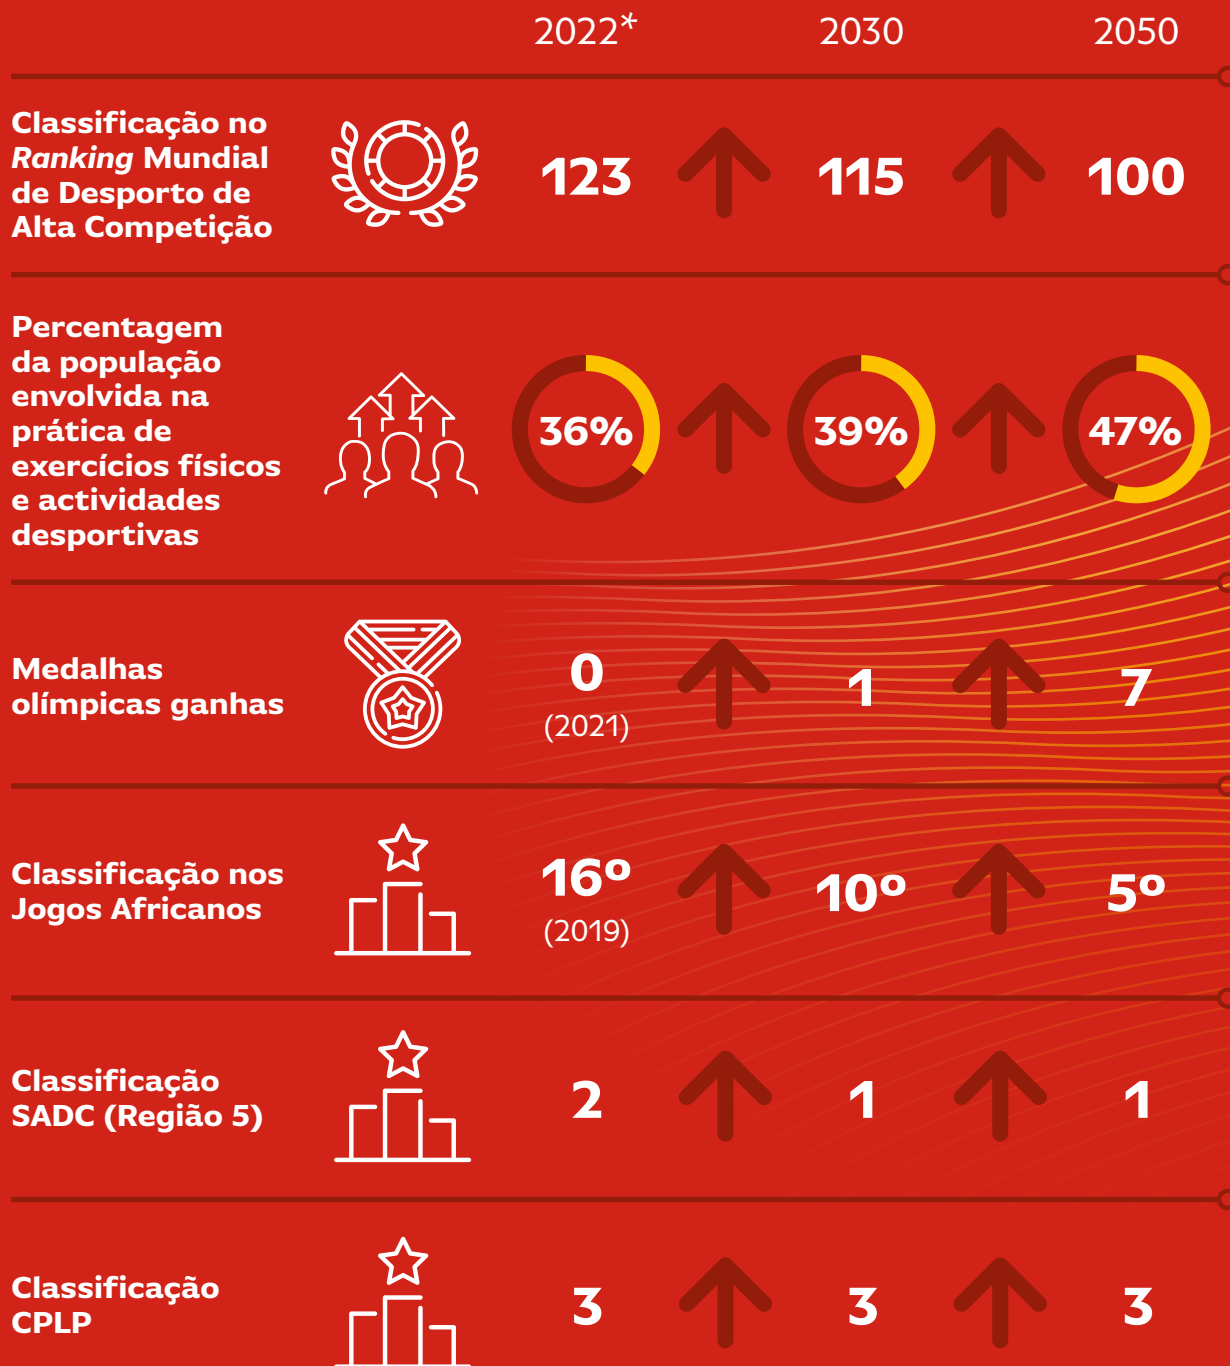 2022* 2030 2050
Classificação no
Ranking Mundial
de Desporto de
Alta Competição
123 115 100
Percentagem
da população
envolvida na
prática de
exercícios físicos
e actividades
desportivas
36% 39% 47%
Medalhas
olímpicas ganhas
0 1 7
(2021)
Classificação nos
Jogos Africanos
16º 10º 5º
(2019)
Classificação
SADC (Região 5)
2 1 1
Classificação
CPLP
3 3 3